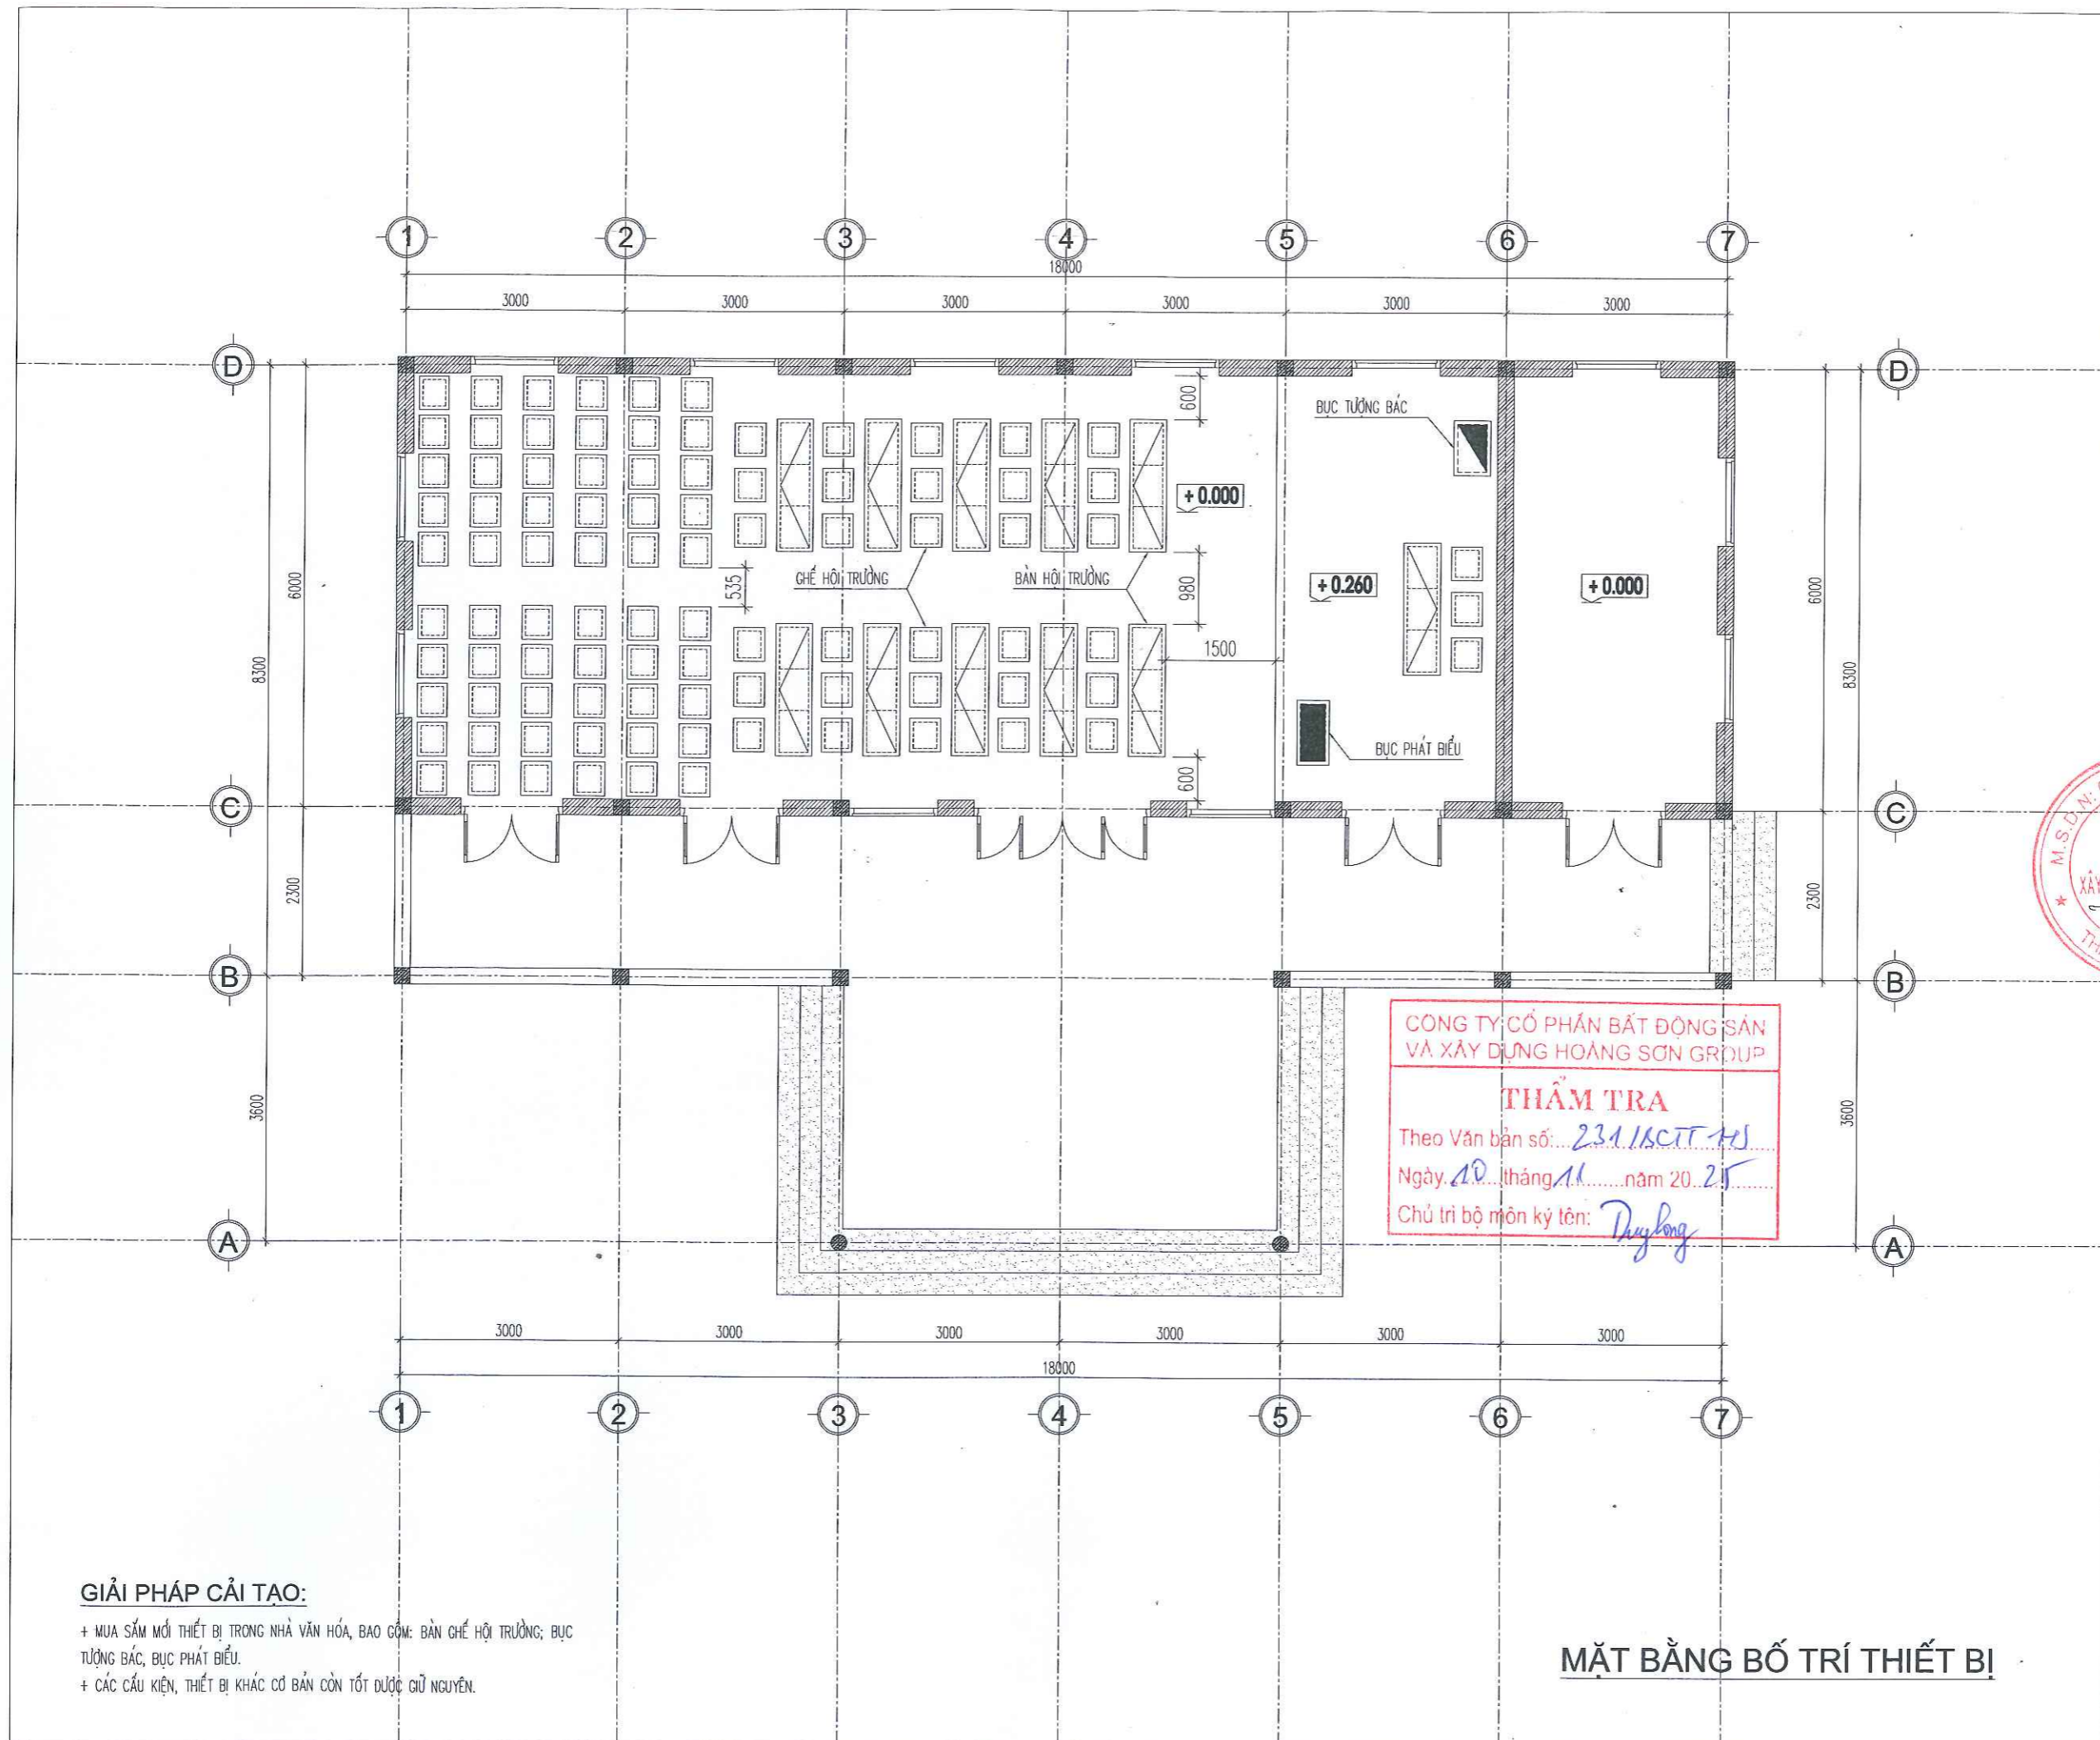 1 2 3 4 5 6 7
18000
3000 3000 3000 3000 3000 3000
D D
600
BỤC TƯỢNG BÁC
+ 0.000
GHẾ HỘI TRƯỜNG
BÀN HỘI TRƯỜNG
535
980
+ 0.260
+ 0.000
6000
6000
1500
8300
8300
BỤC PHÁT BIỂU
600
C C
M.S.D.N:
2300
2300
B B
CÔNG TY CỔ PHẦN BẤT ĐỘNG SẢN
VÀ XÂY DỰNG HOÀNG SƠN GROUP
THẨM TRA
Theo Văn bản số: 231/BCTT-HS
Ngày 10 tháng 11 năm 2025
Chủ trì bộ môn ký tên: Duylong
3600
3600
A A
3000 3000 3000 3000 3000 3000
18000
1 2 3 4 5 6 7
GIẢI PHÁP CẢI TẠO:
+ MUA SẮM MỚI THIẾT BỊ TRONG NHÀ VĂN HÓA, BAO GỒM: BÀN GHẾ HỘI TRƯỜNG; BỤC
TƯỢNG BÁC, BỤC PHÁT BIỂU.
+ CÁC CẤU KIỆN, THIẾT BỊ KHÁC CƠ BẢN CÒN TỐT ĐƯỢC GIỮ NGUYÊN.
MẶT BẰNG BỐ TRÍ THIẾT BỊ